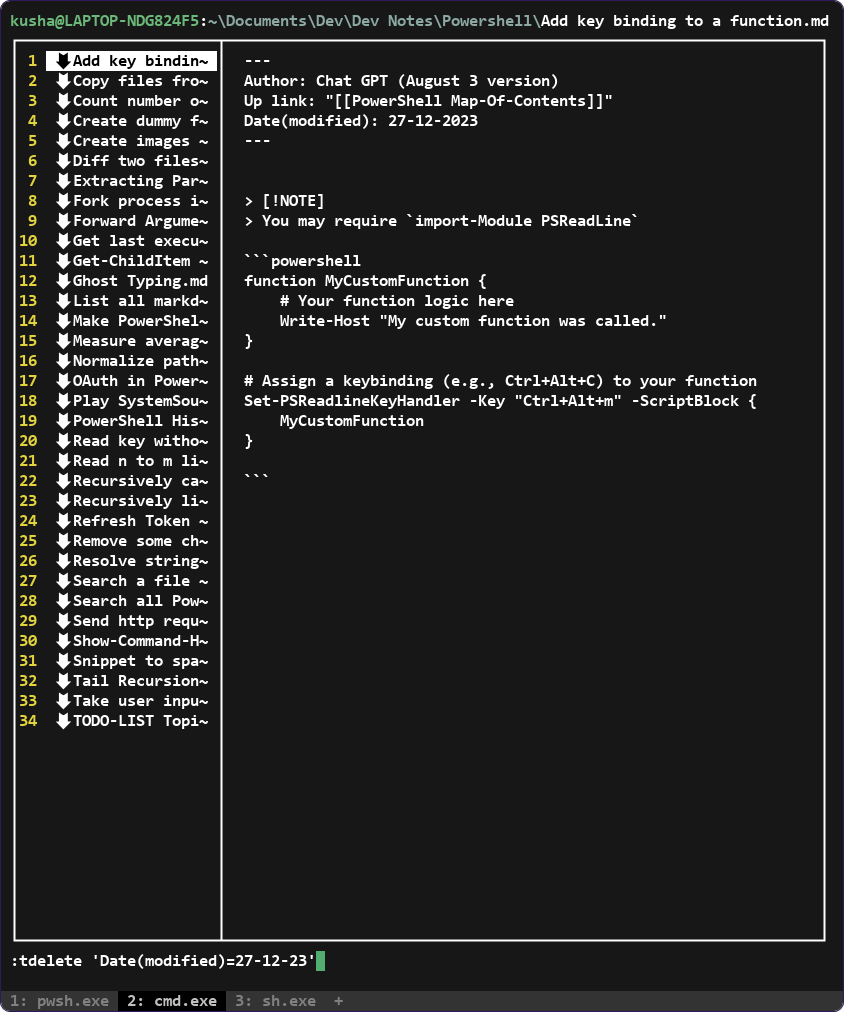 kusha@LAPTOP-NDG824F5:~\Documents\Dev\Dev Notes\Powershell\Add key binding to a function.md
1 Add key bindin~
2 Copy files fro~
3 Count number o~
4 Create dummy f~
5 Create images ~
6 Diff two files~
7 Extracting Par~
8 Fork process i~
9 Forward Argume~
10 Get last execu~
11 Get-ChildItem ~
12 Ghost Typing.md
13 List all markd~
14 Make PowerShel~
15 Measure averag~
16 Normalize path~
17 OAuth in Power~
18 Play SystemSou~
19 PowerShell His~
20 Read key witho~
21 Read n to m li~
22 Recursively ca~
23 Recursively li~
24 Refresh Token ~
25 Remove some ch~
26 Resolve string~
27 Search a file ~
28 Search all Pow~
29 Send http requ~
30 Show-Command-H~
31 Snippet to spa~
32 Tail Recursion~
33 Take user inpu~
34 TODO-LIST Topi~
---
Author: Chat GPT (August 3 version)
Up link: "[[PowerShell Map-Of-Contents]]"
Date(modified): 27-12-2023
---
> [!NOTE]
> You may require `import-Module PSReadLine`
```powershell
function MyCustomFunction {
    # Your function logic here
    Write-Host "My custom function was called."
}
# Assign a keybinding (e.g., Ctrl+Alt+C) to your function
Set-PSReadlineKeyHandler -Key "Ctrl+Alt+m" -ScriptBlock {
    MyCustomFunction
}
```
:tdelete 'Date(modified)=27-12-23'
1: pwsh.exe 2: cmd.exe 3: sh.exe +